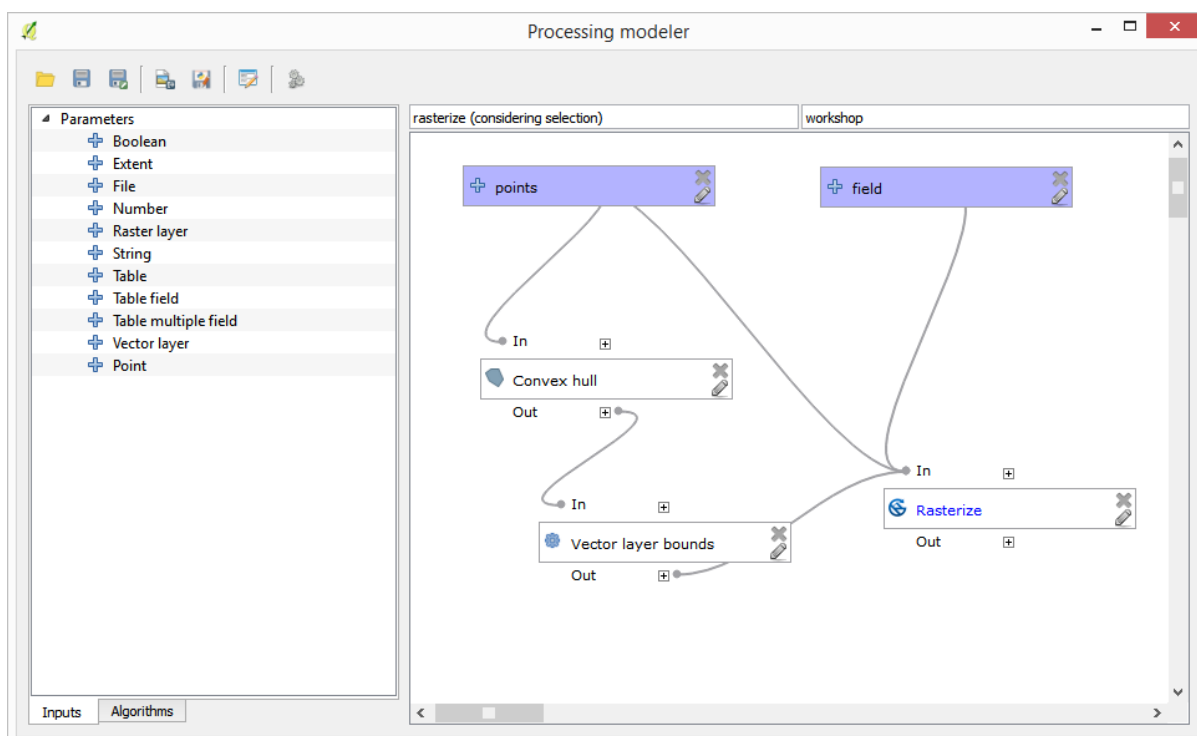 Processing modeler
Parameters
Boolean
Extent
File
Number
Raster layer
String
Table
Table field
Table multiple field
Vector layer
Point
Inputs
Algorithms
rasterize (considering selection)
workshop
points
field
In
Convex hull
Out
In
Vector layer bounds
Out
In
Rasterize
Out